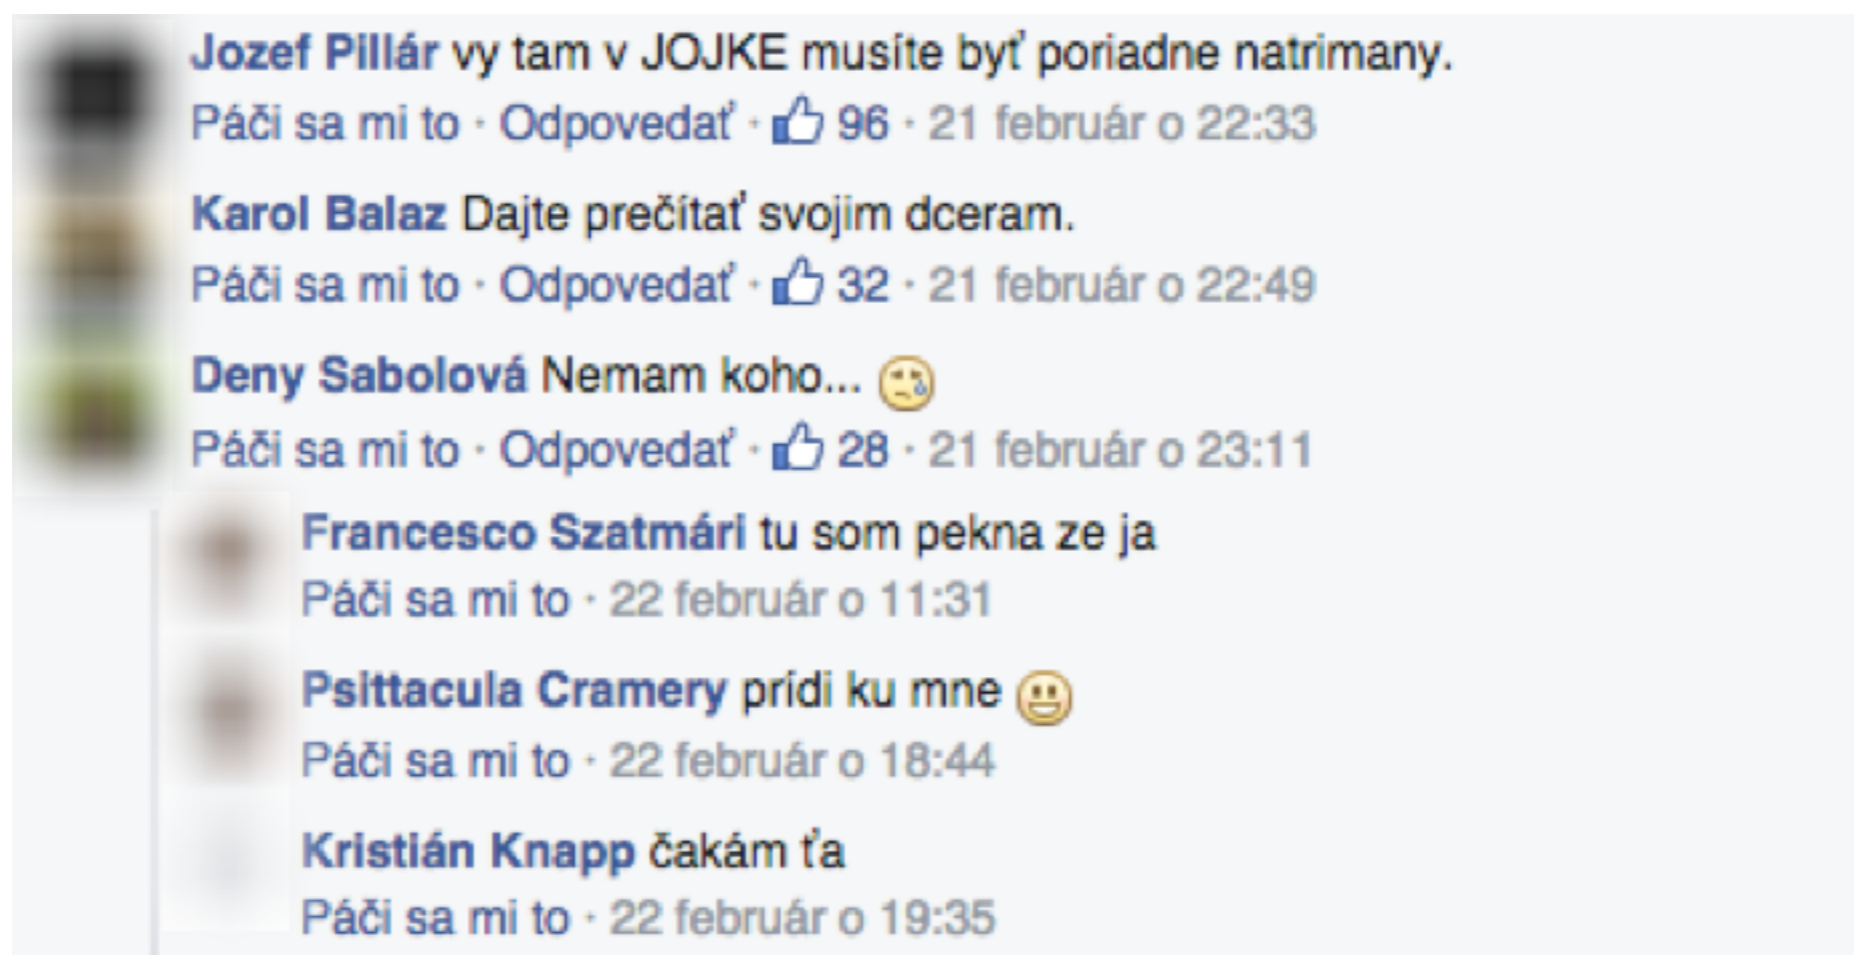 Jozef Pillár vy tam v JOJKE musíte byť poriadne natrimany.
Páči sa mi to · Odpovedať · 96 · 21 február o 22:33
Karol Balaz Dajte prečítať svojim dceram.
Páči sa mi to · Odpovedať · 32 · 21 február o 22:49
Deny Sabolová Nemam koho...
Páči sa mi to · Odpovedať · 28 · 21 február o 23:11
Francesco Szatmári tu som pekna ze ja
Páči sa mi to · 22 február o 11:31
Psittacula Cramery prídi ku mne
Páči sa mi to · 22 február o 18:44
Kristián Knapp čakám ťa
Páči sa mi to · 22 február o 19:35